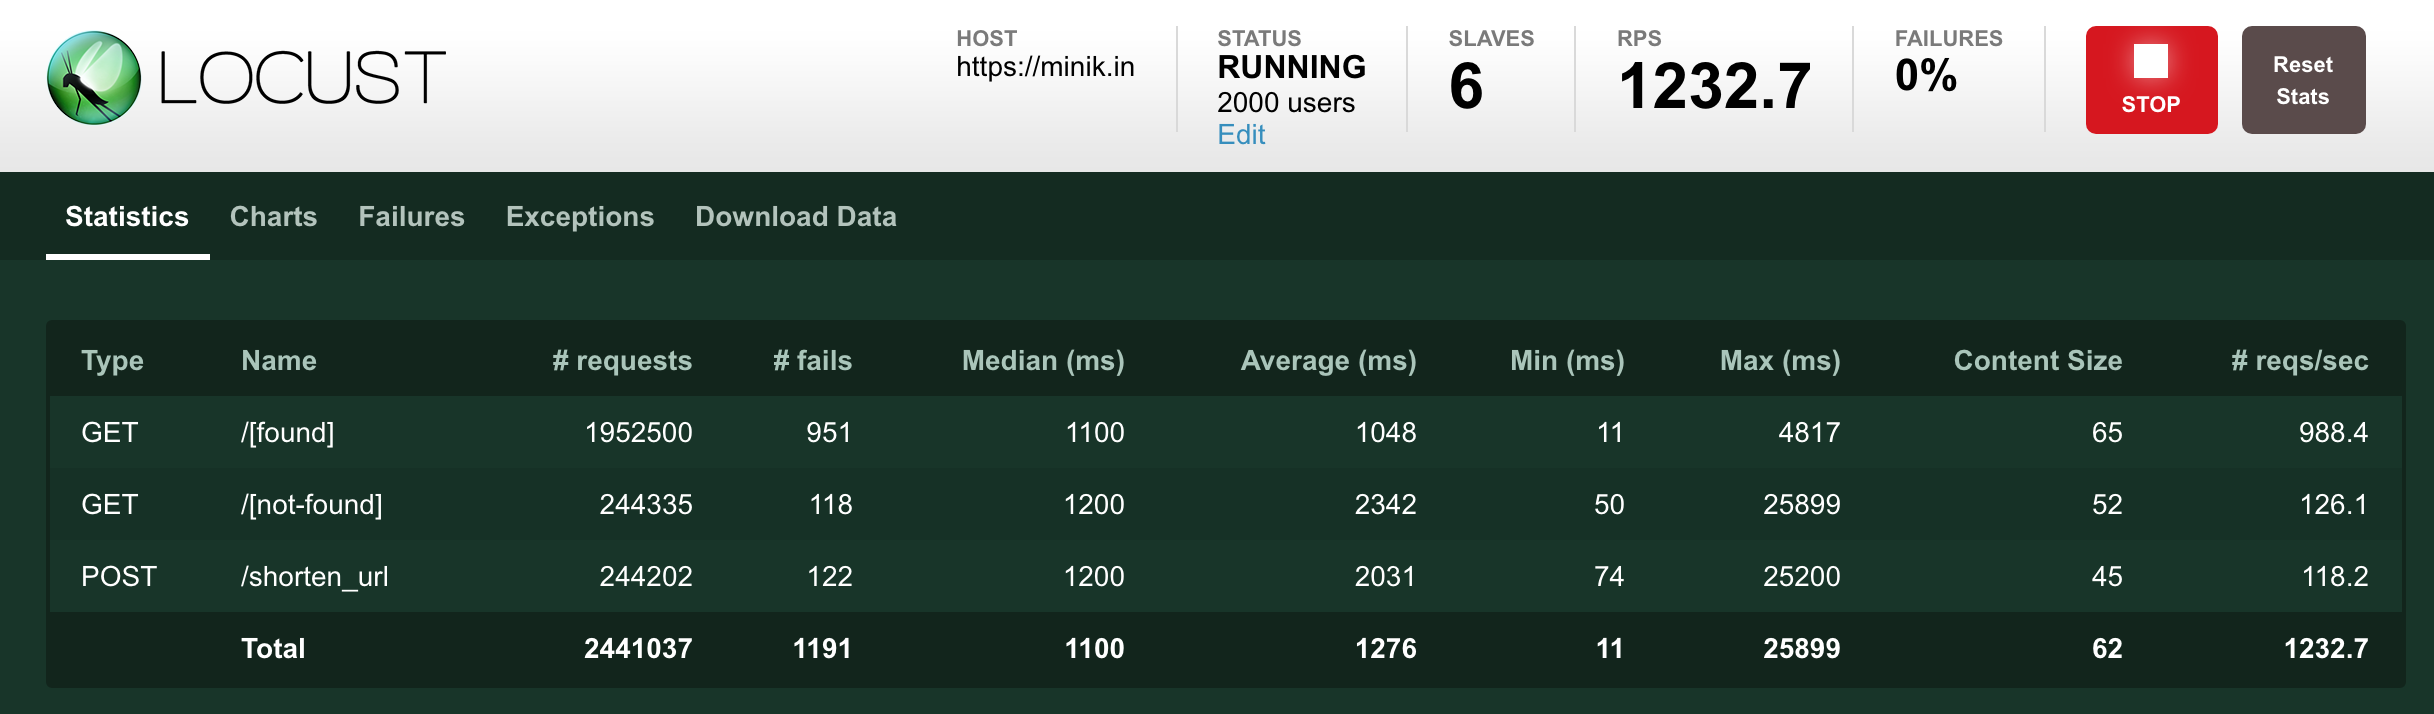 LOCUST
HOST
https://minik.in
STATUS
RUNNING
2000 users
Edit
SLAVES
6
RPS
1232.7
FAILURES
0%
STOP
Reset
Stats
Statistics Charts Failures Exceptions Download Data
Type Name # requests # fails Median (ms) Average (ms) Min (ms) Max (ms) Content Size # reqs/sec
GET /[found] 1952500 951 1100 1048 11 4817 65 988.4
GET /[not-found] 244335 118 1200 2342 50 25899 52 126.1
POST /shorten_url 244202 122 1200 2031 74 25200 45 118.2
Total 2441037 1191 1100 1276 11 25899 62 1232.7